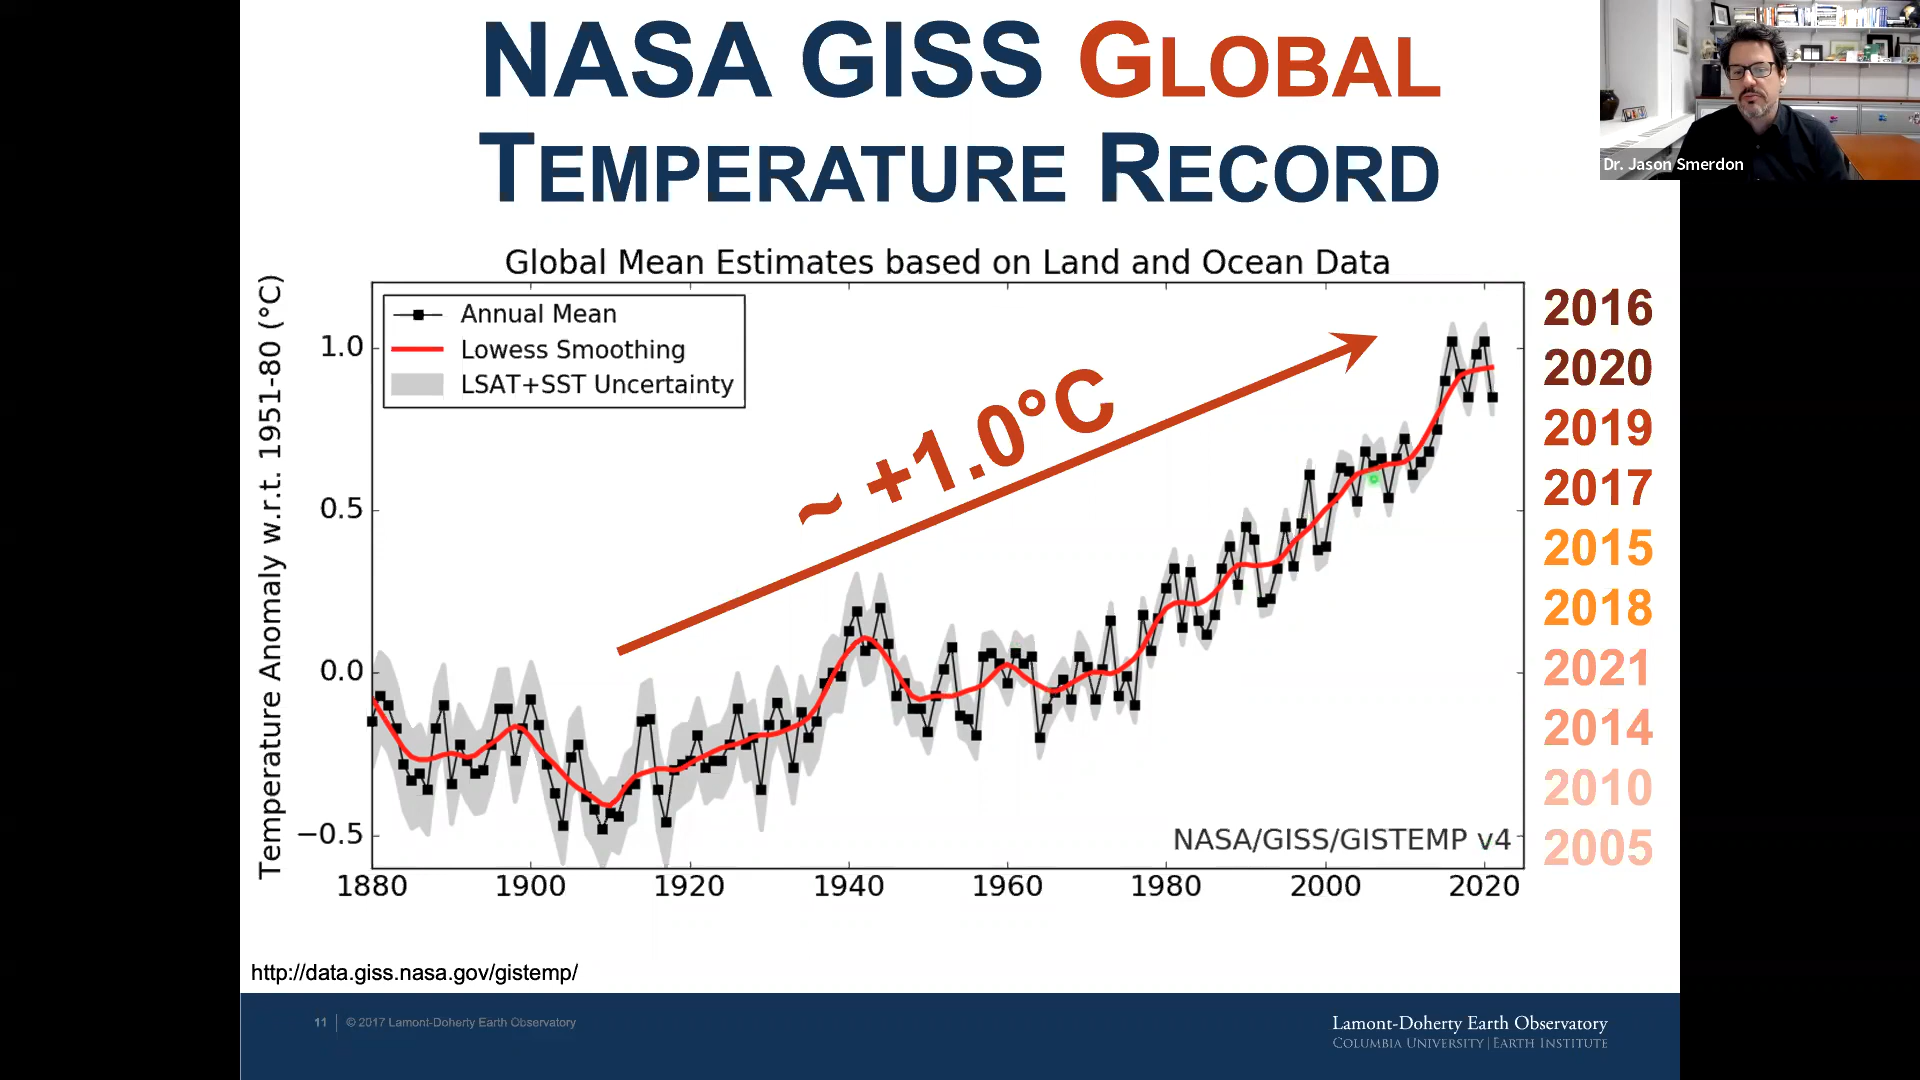 NASA GISS GLOBAL
TEMPERATURE RECORD
Dr. Jason Smerdon
Global Mean Estimates based on Land and Ocean Data
Temperature Anomaly w.r.t. 1951-80 (°C)
Annual Mean
Lowess Smoothing
LSAT+SST Uncertainty
1.0
0.5
0.0
−0.5
~ +1.0°C
NASA/GISS/GISTEMP v4
1880 1900 1920 1940 1960 1980 2000 2020
2016
2020
2019
2017
2015
2018
2021
2014
2010
2005
http://data.giss.nasa.gov/gistemp/
11 | © 2017 Lamont-Doherty Earth Observatory
Lamont-Doherty Earth Observatory
COLUMBIA UNIVERSITY | EARTH INSTITUTE